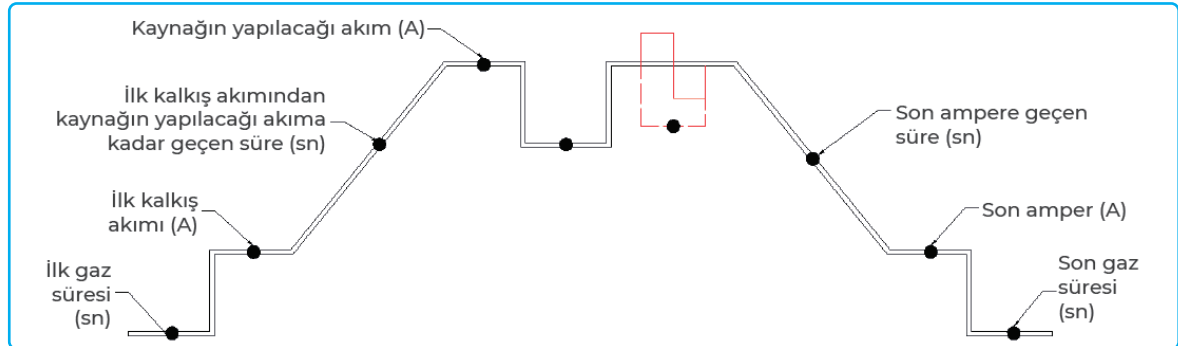 Kaynağın yapılacağı akım (A)
İlk kalkış akımından
kaynağın yapılacağı akıma
kadar geçen süre (sn)
İlk kalkış
akımı (A)
İlk gaz
süresi
(sn)
Son ampere geçen
süre (sn)
Son amper (A)
Son gaz
süresi
(sn)